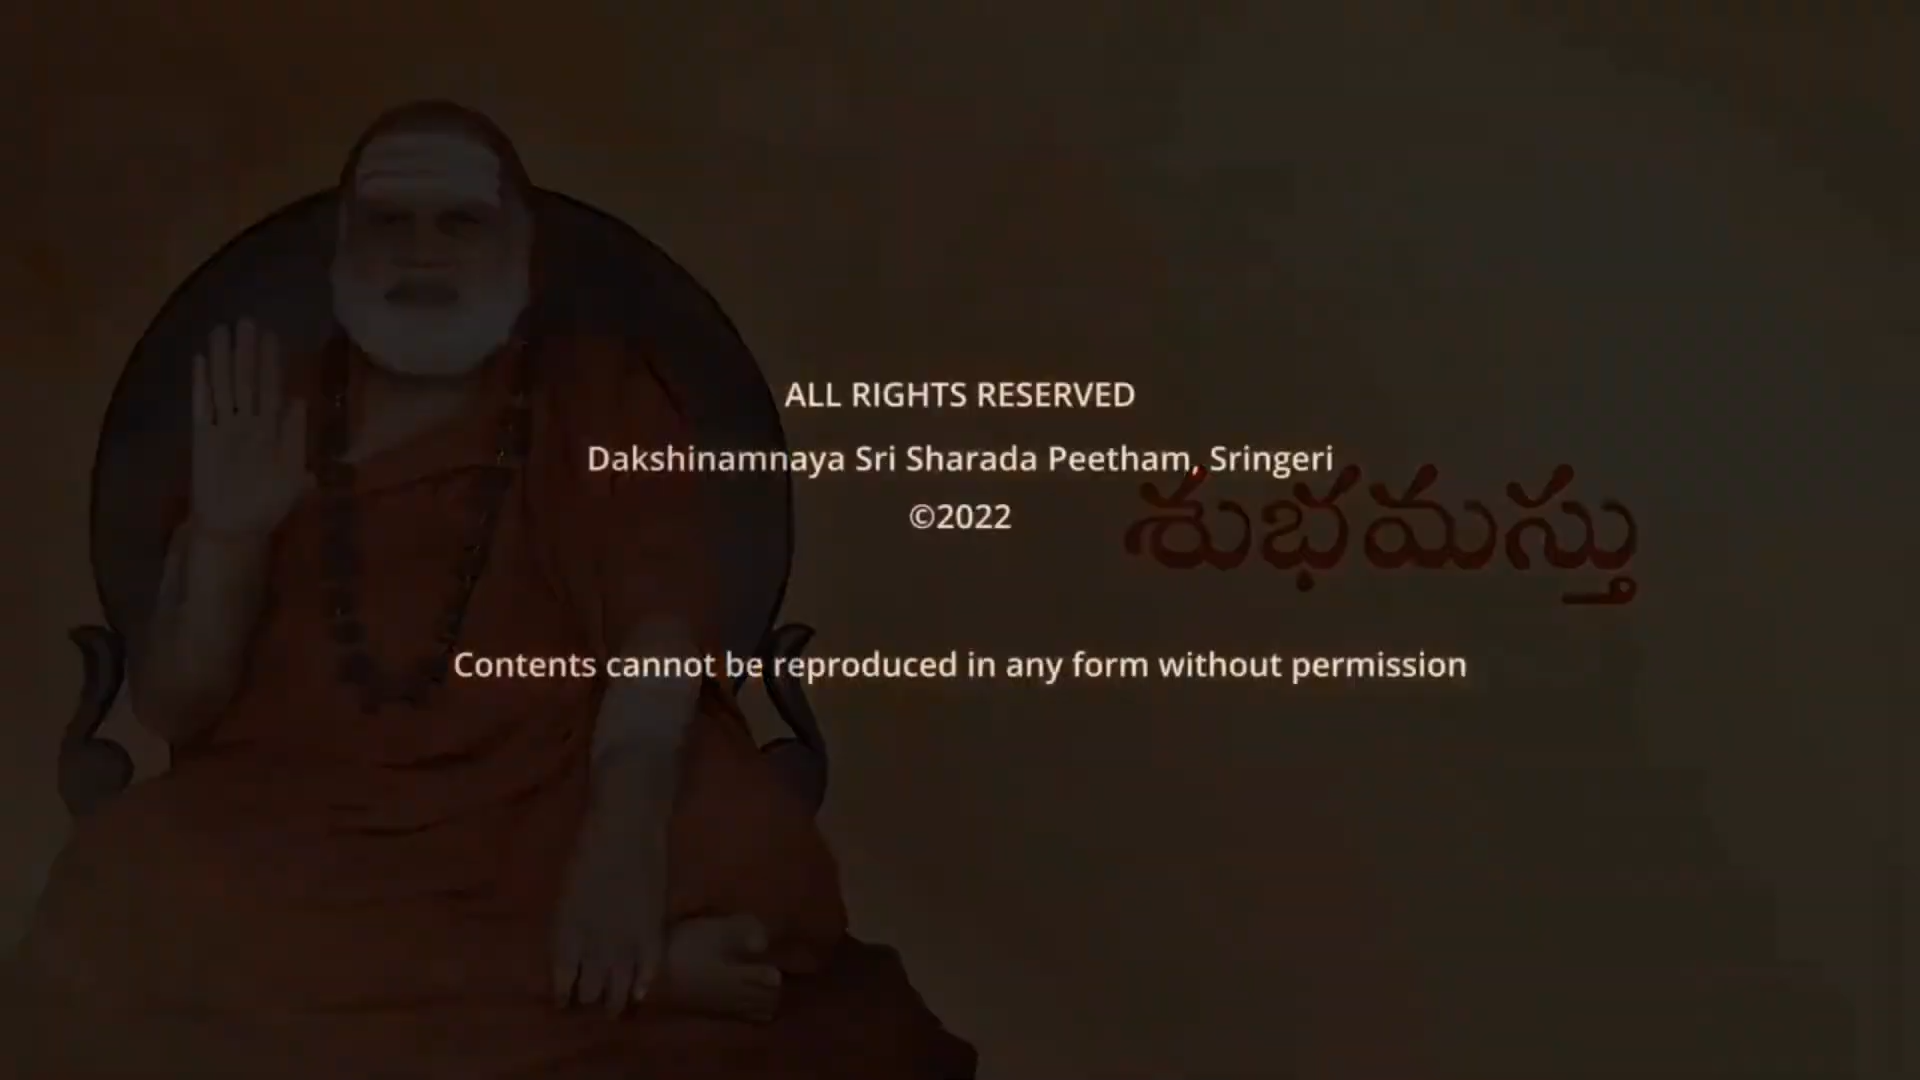 ALL RIGHTS RESERVED
Dakshinamnaya Sri Sharada Peetham, Sringeri
©2022
శుభమస్తు
Contents cannot be reproduced in any form without permission